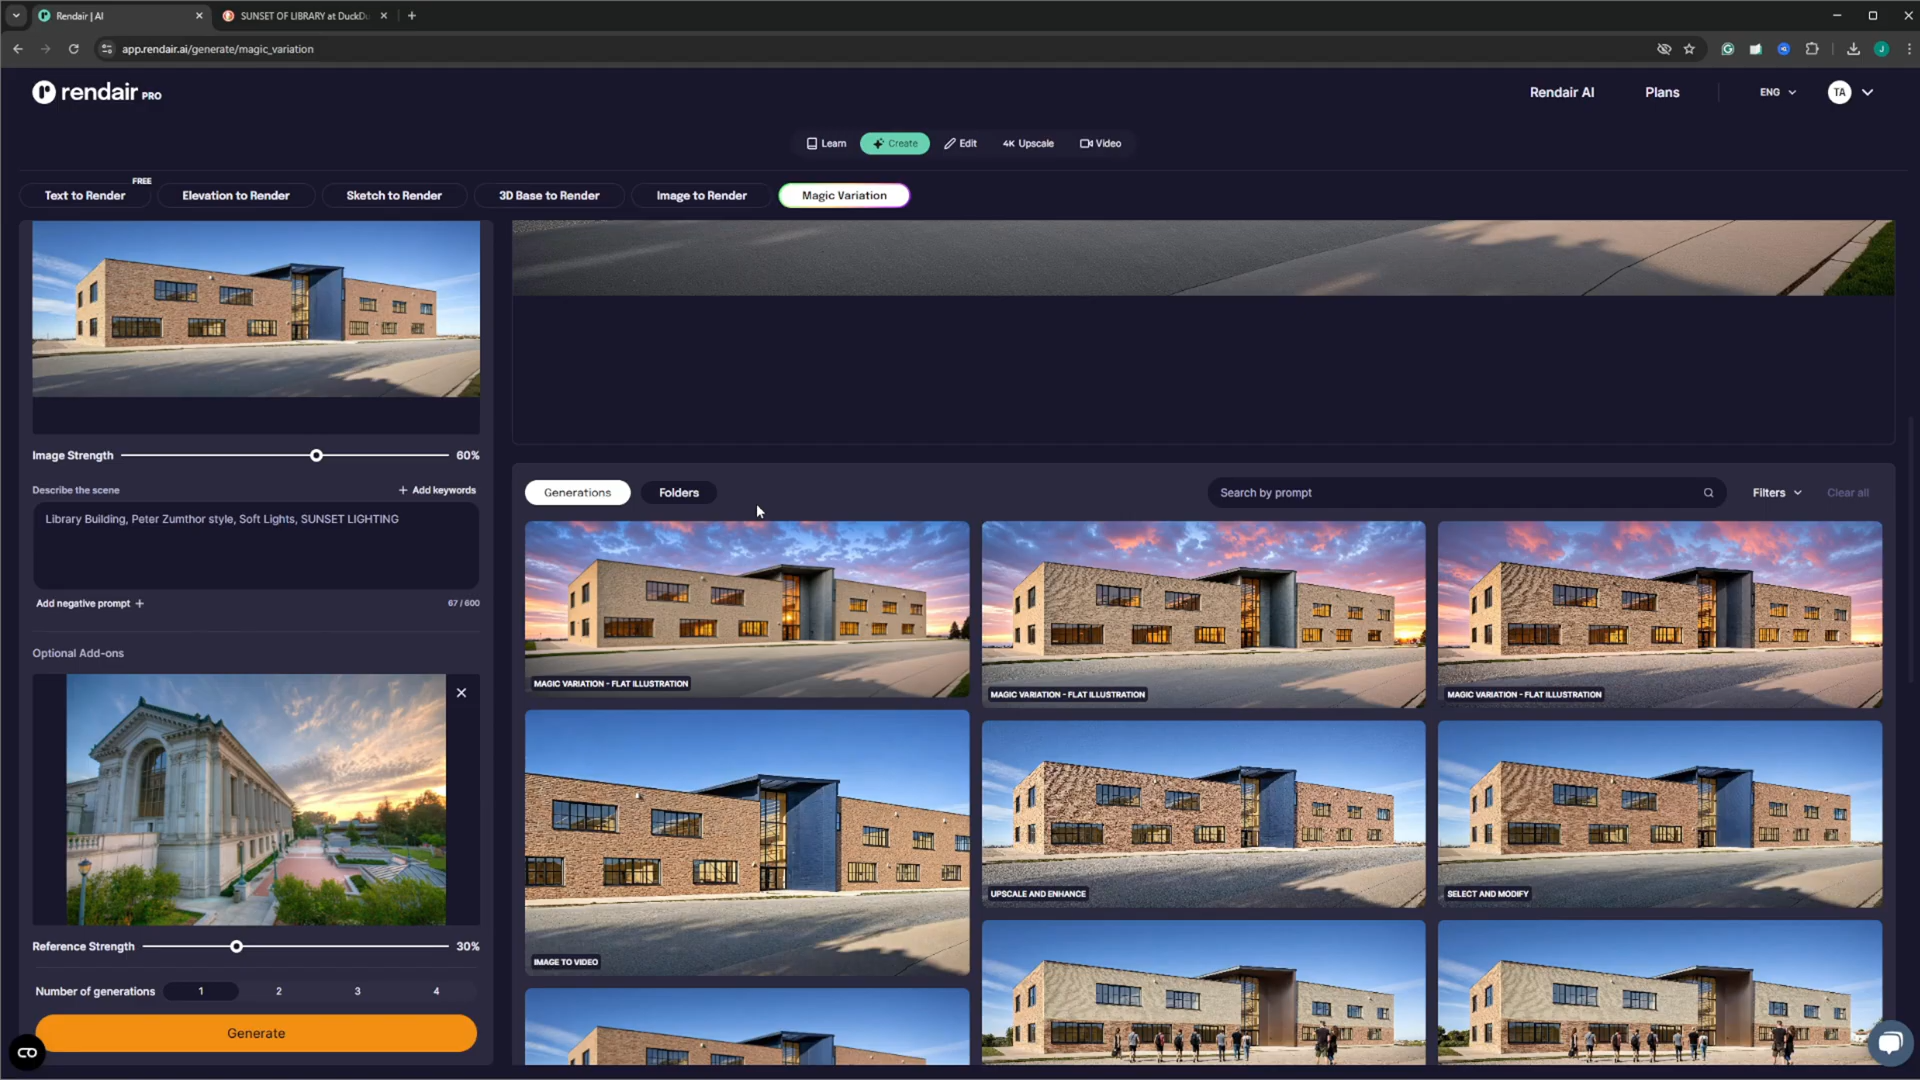 Rendair | AI
SUNSET OF LIBRARY at DuckDu
app.rendair.ai/generate/magic_variation
J
rendair PRO
Rendair AI
Plans
ENG
TA
Learn
Create
Edit
4K Upscale
Video
Text to Render
FREE
Elevation to Render
Sketch to Render
3D Base to Render
Image to Render
Magic Variation
Image Strength
60%
Describe the scene
+ Add keywords
Library Building, Peter Zumthor style, Soft Lights, SUNSET LIGHTING
Add negative prompt +
67 / 600
Optional Add-ons
Reference Strength
30%
Number of generations
1
2
3
4
Generate
Generations
Folders
Search by prompt
Filters
Clear all
MAGIC VARIATION - FLAT ILLUSTRATION
MAGIC VARIATION - FLAT ILLUSTRATION
MAGIC VARIATION - FLAT ILLUSTRATION
IMAGE TO VIDEO
UPSCALE AND ENHANCE
SELECT AND MODIFY